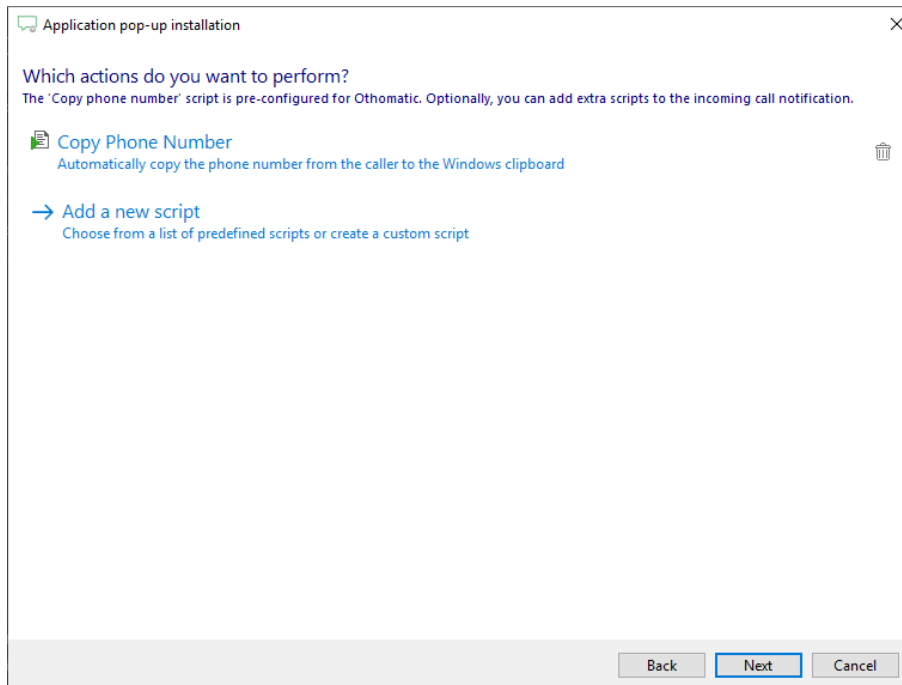 Application pop-up installation
Which actions do you want to perform?
The 'Copy phone number' script is pre-configured for Othomatic. Optionally, you can add extra scripts to the incoming call notification.
Copy Phone Number
Automatically copy the phone number from the caller to the Windows clipboard
Add a new script
Choose from a list of predefined scripts or create a custom script
Back
Next
Cancel